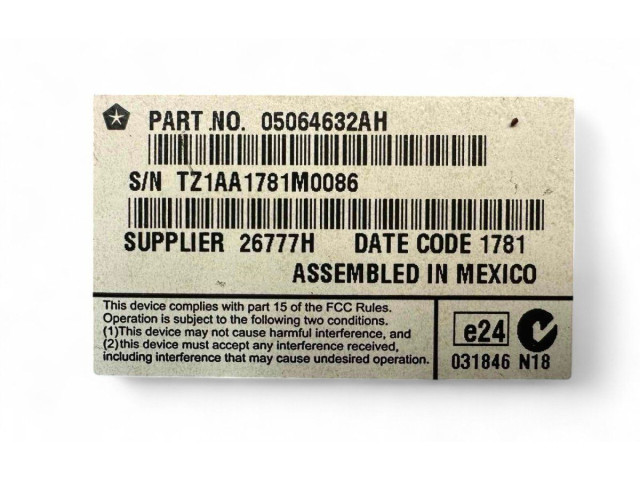 PART NO. 05064632AH
S/N TZ1AA1781M0086
SUPPLIER 26777H DATE CODE 1781
ASSEMBLED IN MEXICO
This device complies with part 15 of the FCC Rules.
Operation is subject to the following two conditions.
(1)This device may not cause harmful interference, and
(2)this device must accept any interference received,
including interference that may cause undesired operation.
e24
031846 N18